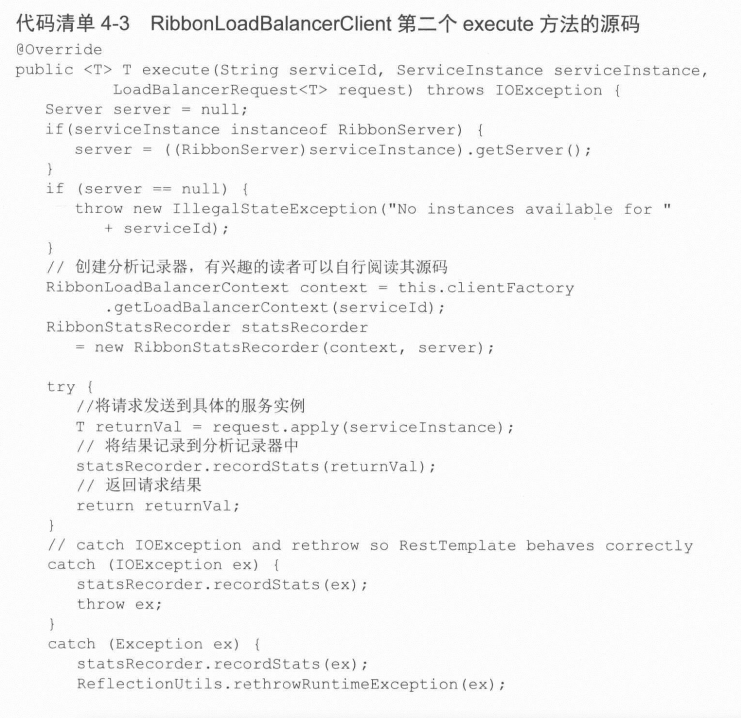 代码清单 4-3 RibbonLoadBalancerClient 第二个 execute 方法的源码
@Override
public <T> T execute(String serviceId, ServiceInstance serviceInstance,
LoadBalancerRequest<T> request) throws IOException {
Server server = null;
if(serviceInstance instanceof RibbonServer) {
server = ((RibbonServer)serviceInstance).getServer();
}
if (server == null) {
throw new IllegalStateException("No instances available for "
+ serviceId);
}
// 创建分析记录器，有兴趣的读者可以自行阅读其源码
RibbonLoadBalancerContext context = this.clientFactory
.getLoadBalancerContext(serviceId);
RibbonStatsRecorder statsRecorder
= new RibbonStatsRecorder(context, server);
try {
//将请求发送到具体的服务实例
T returnVal = request.apply(serviceInstance);
// 将结果记录到分析记录器中
statsRecorder.recordStats(returnVal);
// 返回请求结果
return returnVal;
}
// catch IOException and rethrow so RestTemplate behaves correctly
catch (IOException ex) {
statsRecorder.recordStats(ex);
throw ex;
}
catch (Exception ex) {
statsRecorder.recordStats(ex);
ReflectionUtils.rethrowRuntimeException(ex);